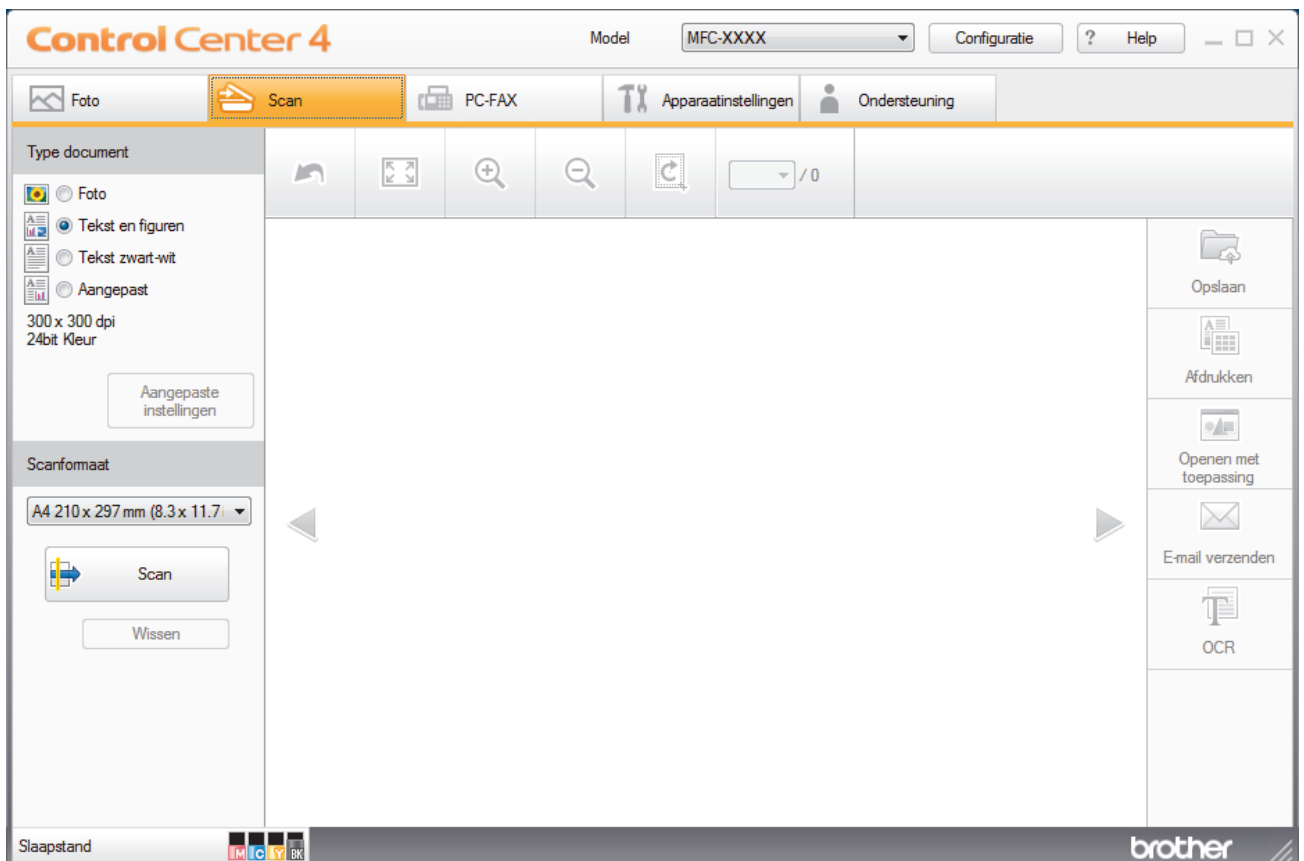 Control Center 4
Model
MFC-XXXX
Configuratie
? Help
Foto
Scan
PC-FAX
Apparaatinstellingen
Ondersteuning
Type document
Foto
Tekst en figuren
Tekst zwart-wit
Aangepast
300 x 300 dpi
24bit Kleur
Aangepaste
instellingen
Scanformaat
A4 210 x 297 mm (8.3 x 11.7
Scan
Wissen
/ 0
Opslaan
Afdrukken
Openen met
toepassing
E-mail verzenden
OCR
Slaapstand
M C Y BK
brother